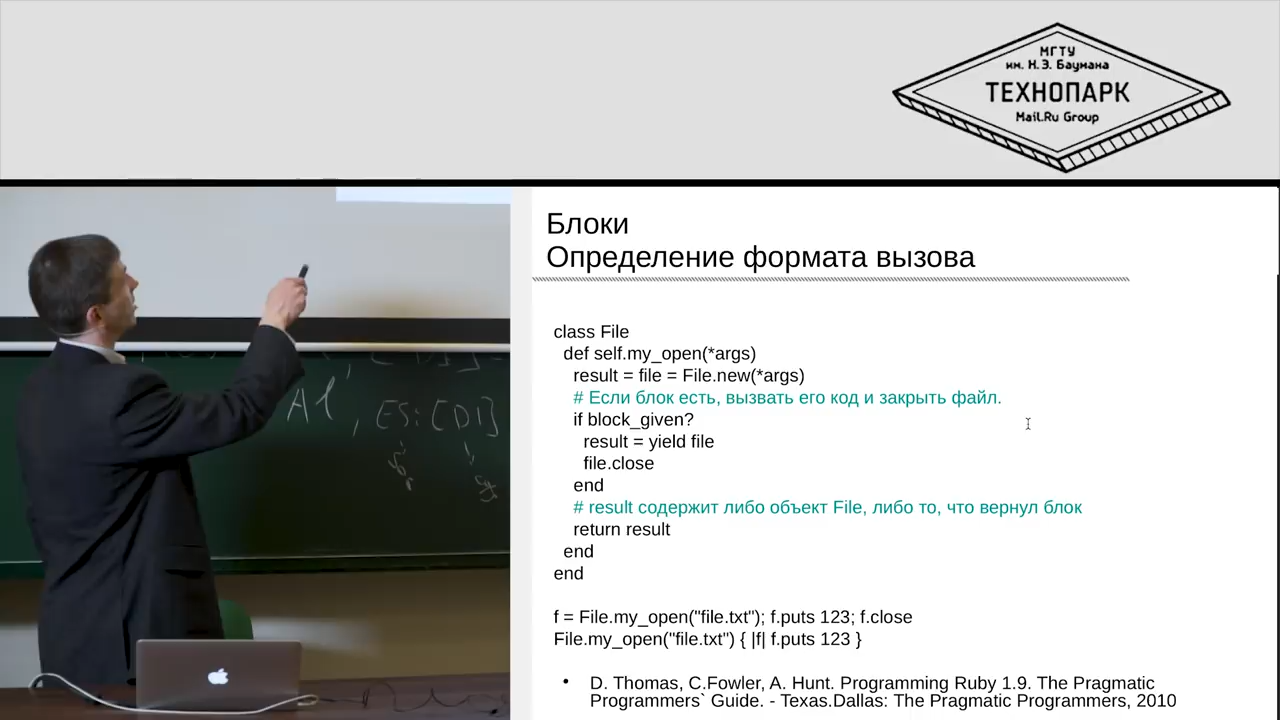 МГТУ
им. Н.Э. Баумана
ТЕХНОПАРК
Mail.Ru Group
Блоки
Определение формата вызова
class File
def self.my_open(*args)
result = file = File.new(*args)
# Если блок есть, вызвать его код и закрыть файл.
if block_given?
result = yield file
file.close
end
# result содержит либо объект File, либо то, что вернул блок
return result
end
end
f = File.my_open("file.txt"); f.puts 123; f.close
File.my_open("file.txt") { |f| f.puts 123 }
• D. Thomas, C.Fowler, A. Hunt. Programming Ruby 1.9. The Pragmatic
Programmers` Guide. - Texas.Dallas: The Pragmatic Programmers, 2010